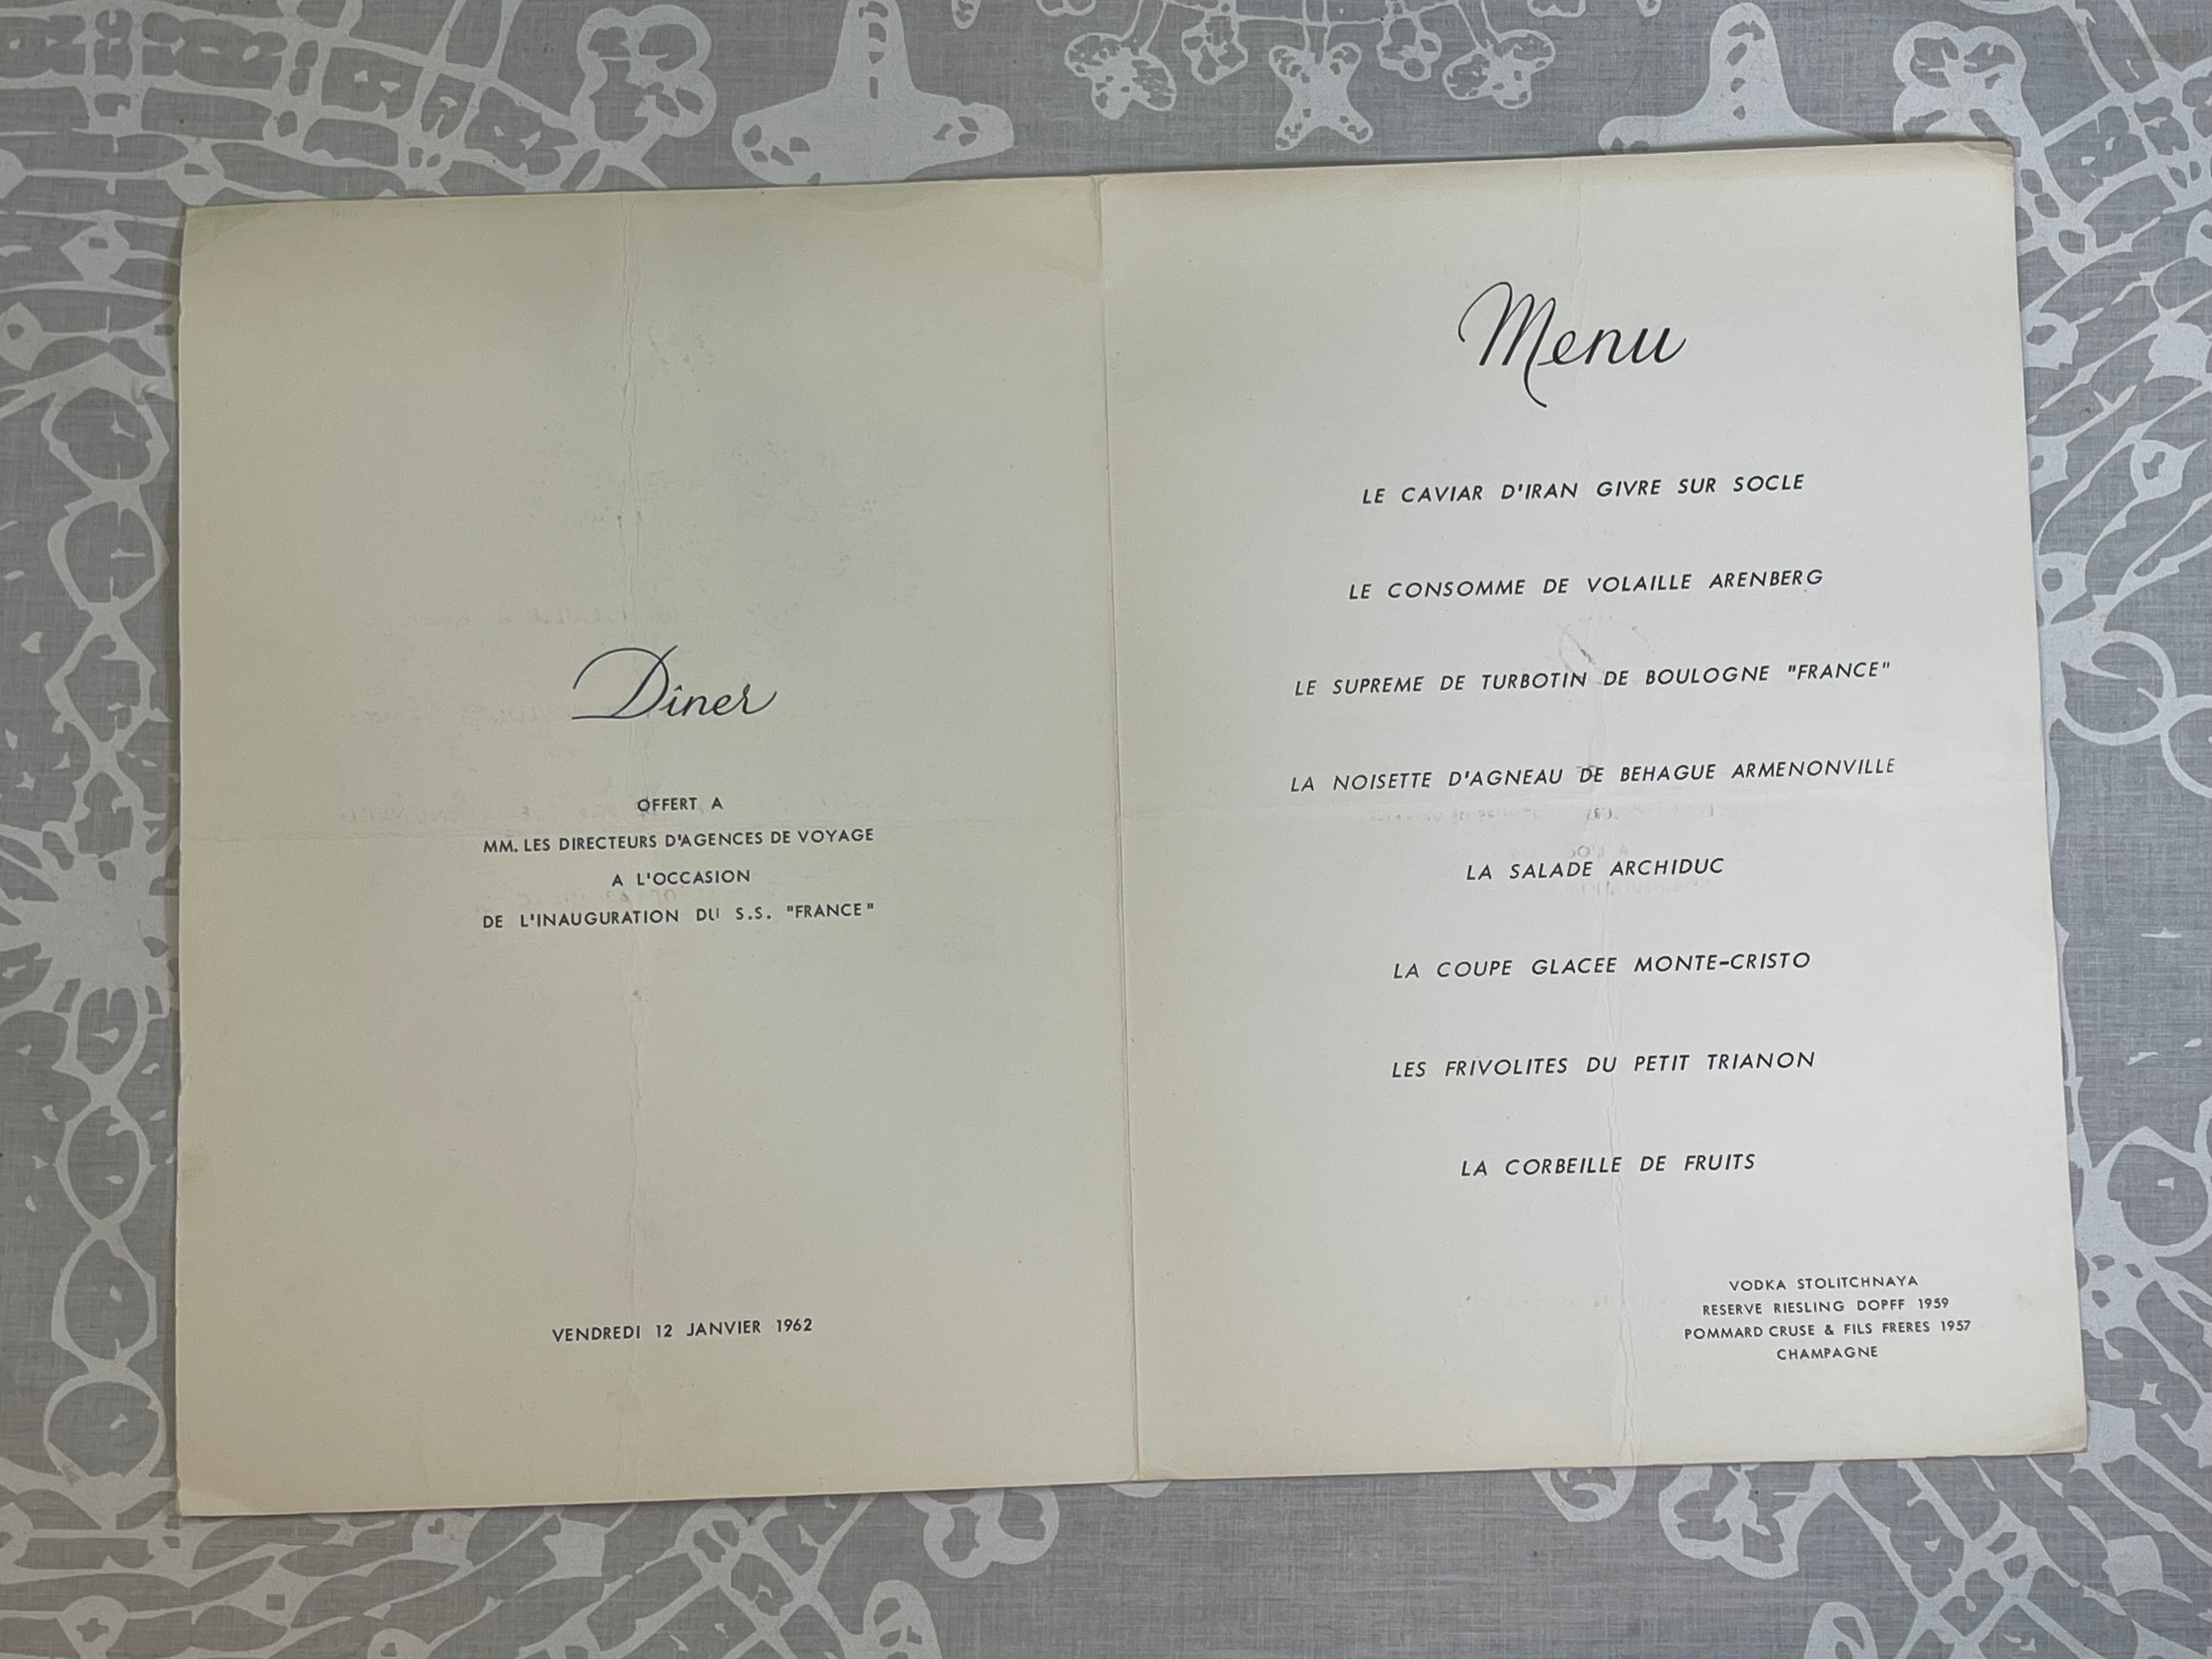 Dîner
OFFERT A
MM. LES DIRECTEURS D'AGENCES DE VOYAGE
A L'OCCASION
DE L'INAUGURATION DU S.S. "FRANCE"
VENDREDI 12 JANVIER 1962
Menu
LE CAVIAR D'IRAN GIVRE SUR SOCLE
LE CONSOMME DE VOLAILLE ARENBERG
LE SUPREME DE TURBOTIN DE BOULOGNE "FRANCE"
LA NOISETTE D'AGNEAU DE BEHAGUE ARMENONVILLE
LA SALADE ARCHIDUC
LA COUPE GLACEE MONTE-CRISTO
LES FRIVOLITES DU PETIT TRIANON
LA CORBEILLE DE FRUITS
VODKA STOLITCHNAYA
RESERVE RIESLING DOPFF 1959
POMMARD CRUSE & FILS FRERES 1957
CHAMPAGNE